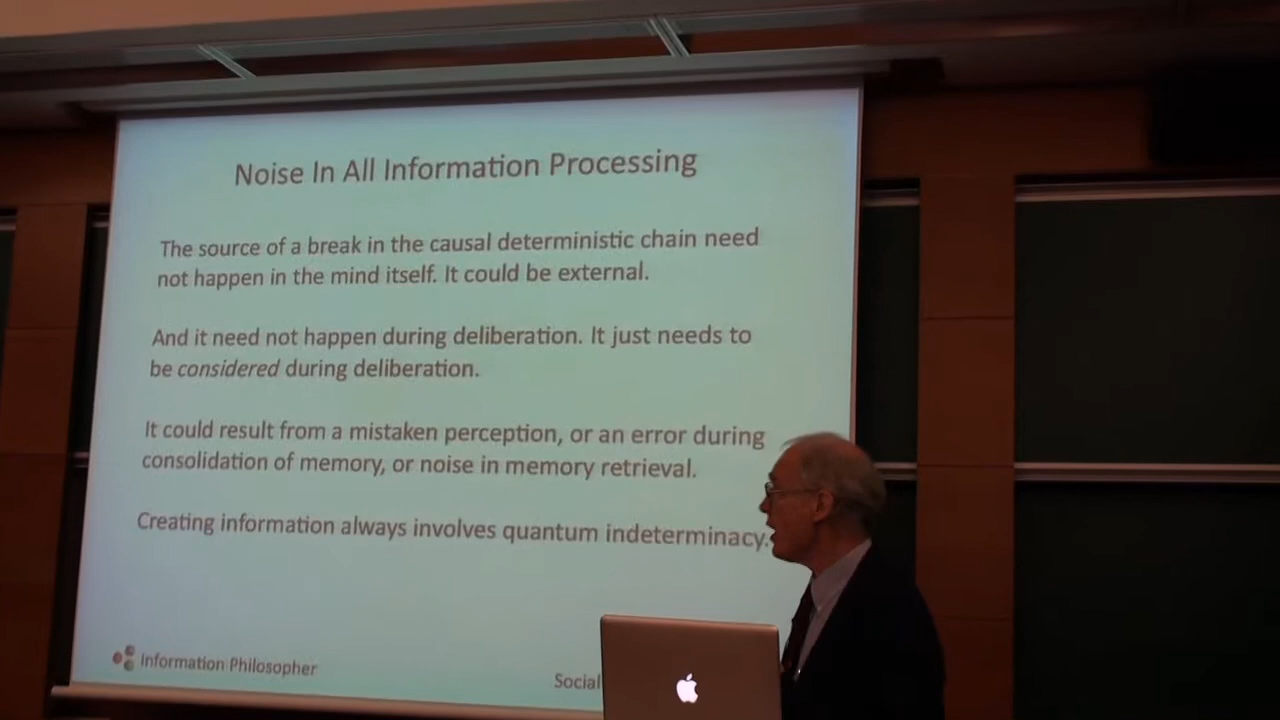 Noise In All Information Processing
The source of a break in the causal deterministic chain need
not happen in the mind itself. It could be external.
And it need not happen during deliberation. It just needs to
be considered during deliberation.
It could result from a mistaken perception, or an error during
consolidation of memory, or noise in memory retrieval.
Creating information always involves quantum indeterminacy.
Information Philosopher
Social